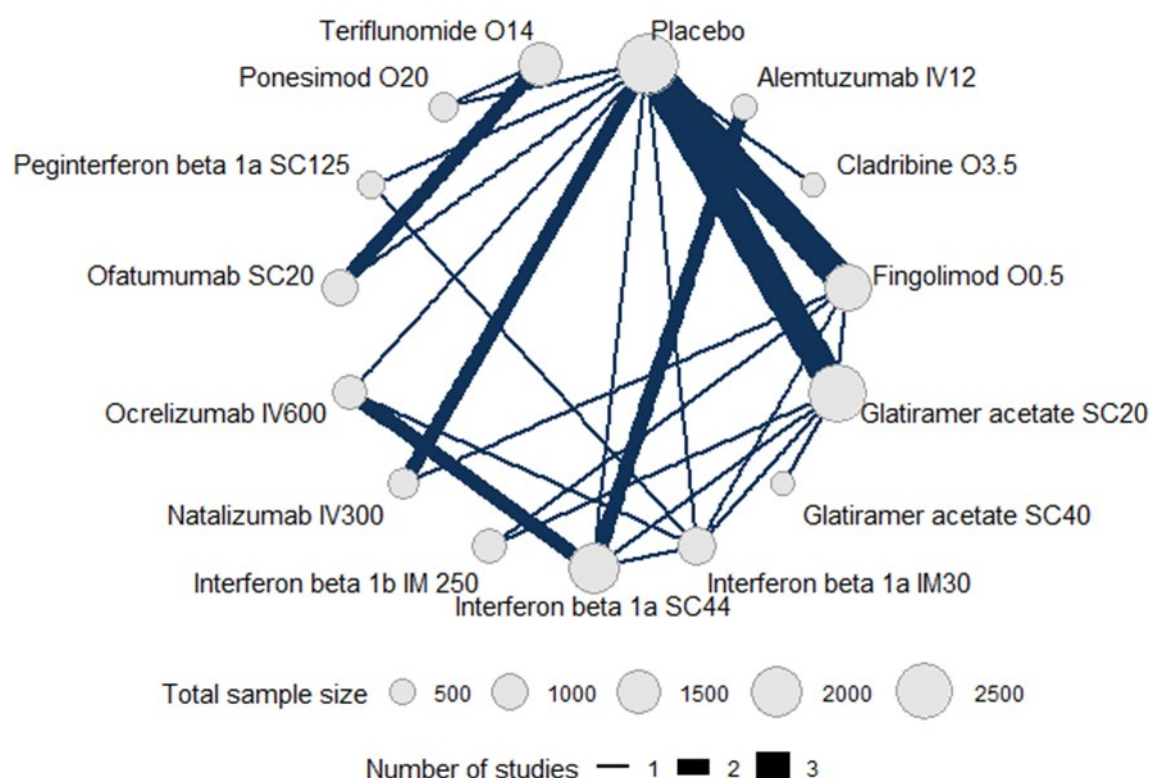 Teriflunomide O14
Placebo
Ponesimod O20
Alemtuzumab IV12
Peginterferon beta 1a SC125
Cladribine O3.5
Ofatumumab SC20
Fingolimod O0.5
Ocrelizumab IV600
Glatiramer acetate SC20
Natalizumab IV300
Glatiramer acetate SC40
Interferon beta 1b IM 250
Interferon beta 1a IM30
Interferon beta 1a SC44
Total sample size 500 1000 1500 2000 2500
Number of studies 1 2 3